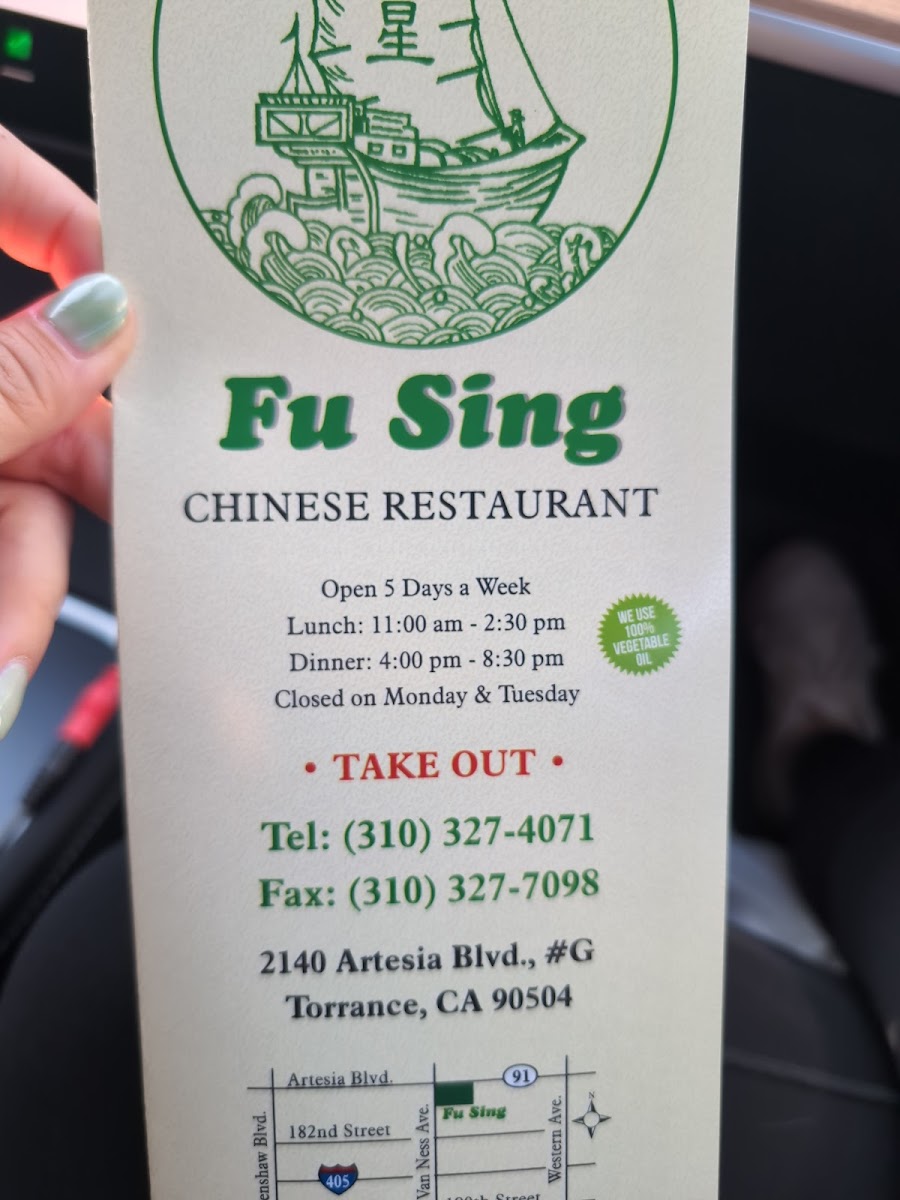 星
Fu Sing
CHINESE RESTAURANT
Open 5 Days a Week
Lunch: 11:00 am - 2:30 pm
Dinner: 4:00 pm - 8:30 pm
Closed on Monday & Tuesday
WE USE
100%
VEGETABLE
OIL
• TAKE OUT •
Tel: (310) 327-4071
Fax: (310) 327-7098
2140 Artesia Blvd., #G
Torrance, CA 90504
Artesia Blvd.
91
Fu Sing
N
182nd Street
405
enshaw Blvd.
Van Ness Ave.
Western Ave.
Street